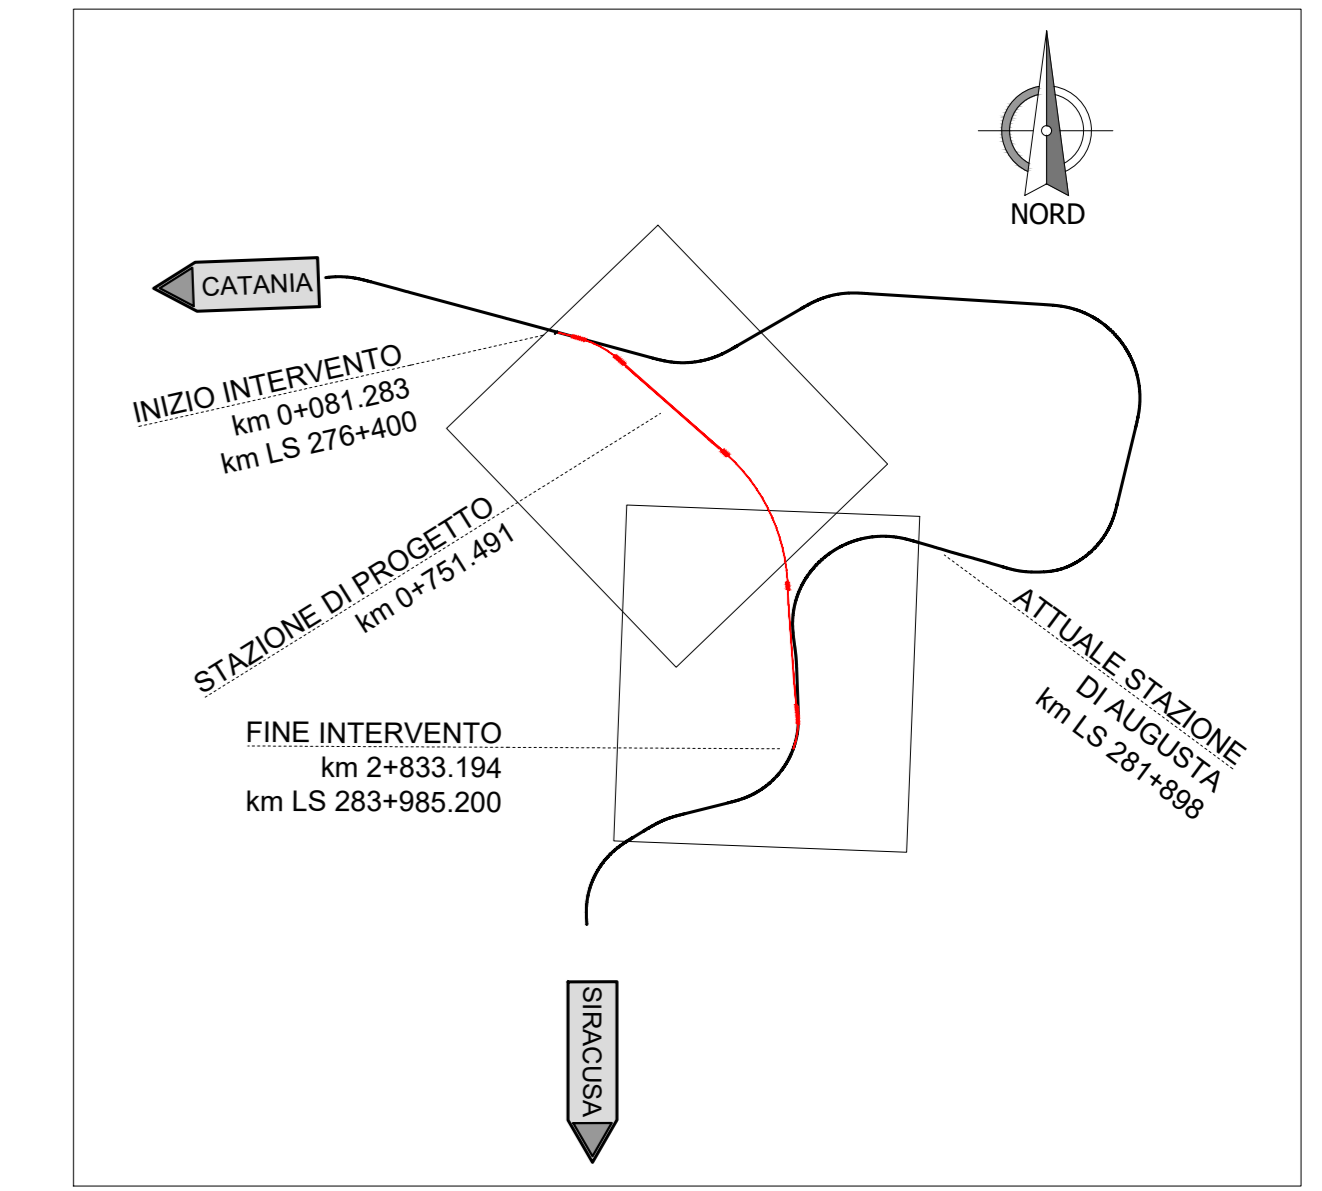 NORD
CATANIA
INIZIO INTERVENTO
km 0+081.283
km LS 276+400
STAZIONE DI PROGETTO
km 0+751.491
FINE INTERVENTO
km 2+833.194
km LS 283+985.200
ATTUALE STAZIONE
DI AUGUSTA
km LS 281+898
SIRACUSA